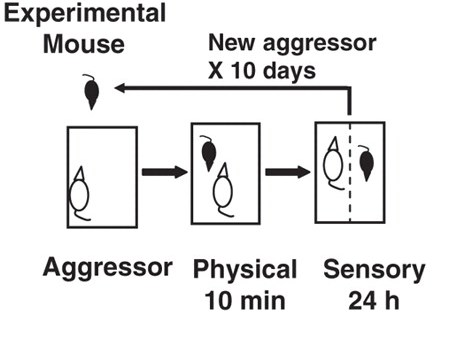 Experimental
Mouse
New aggressor
X 10 days
Aggressor
Physical
10 min
Sensory
24 h